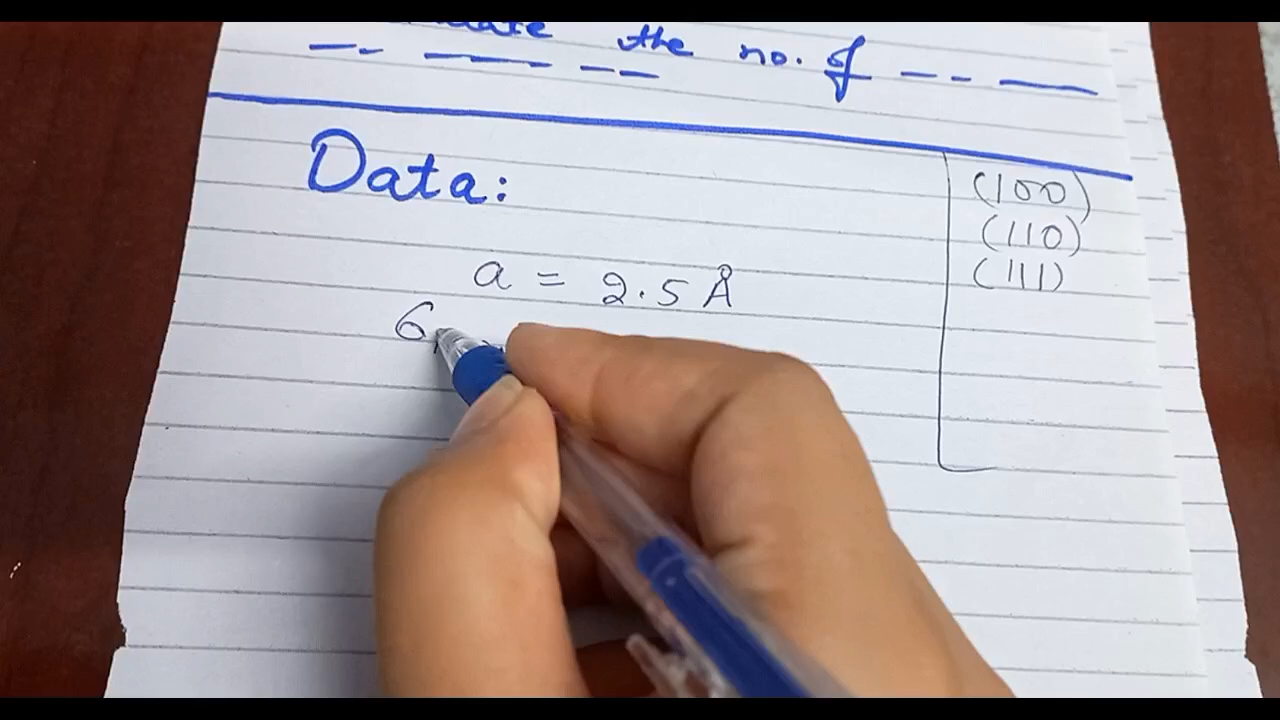 the no. of
Data:
a = 2.5 Å
6
(100)
(110)
(111)